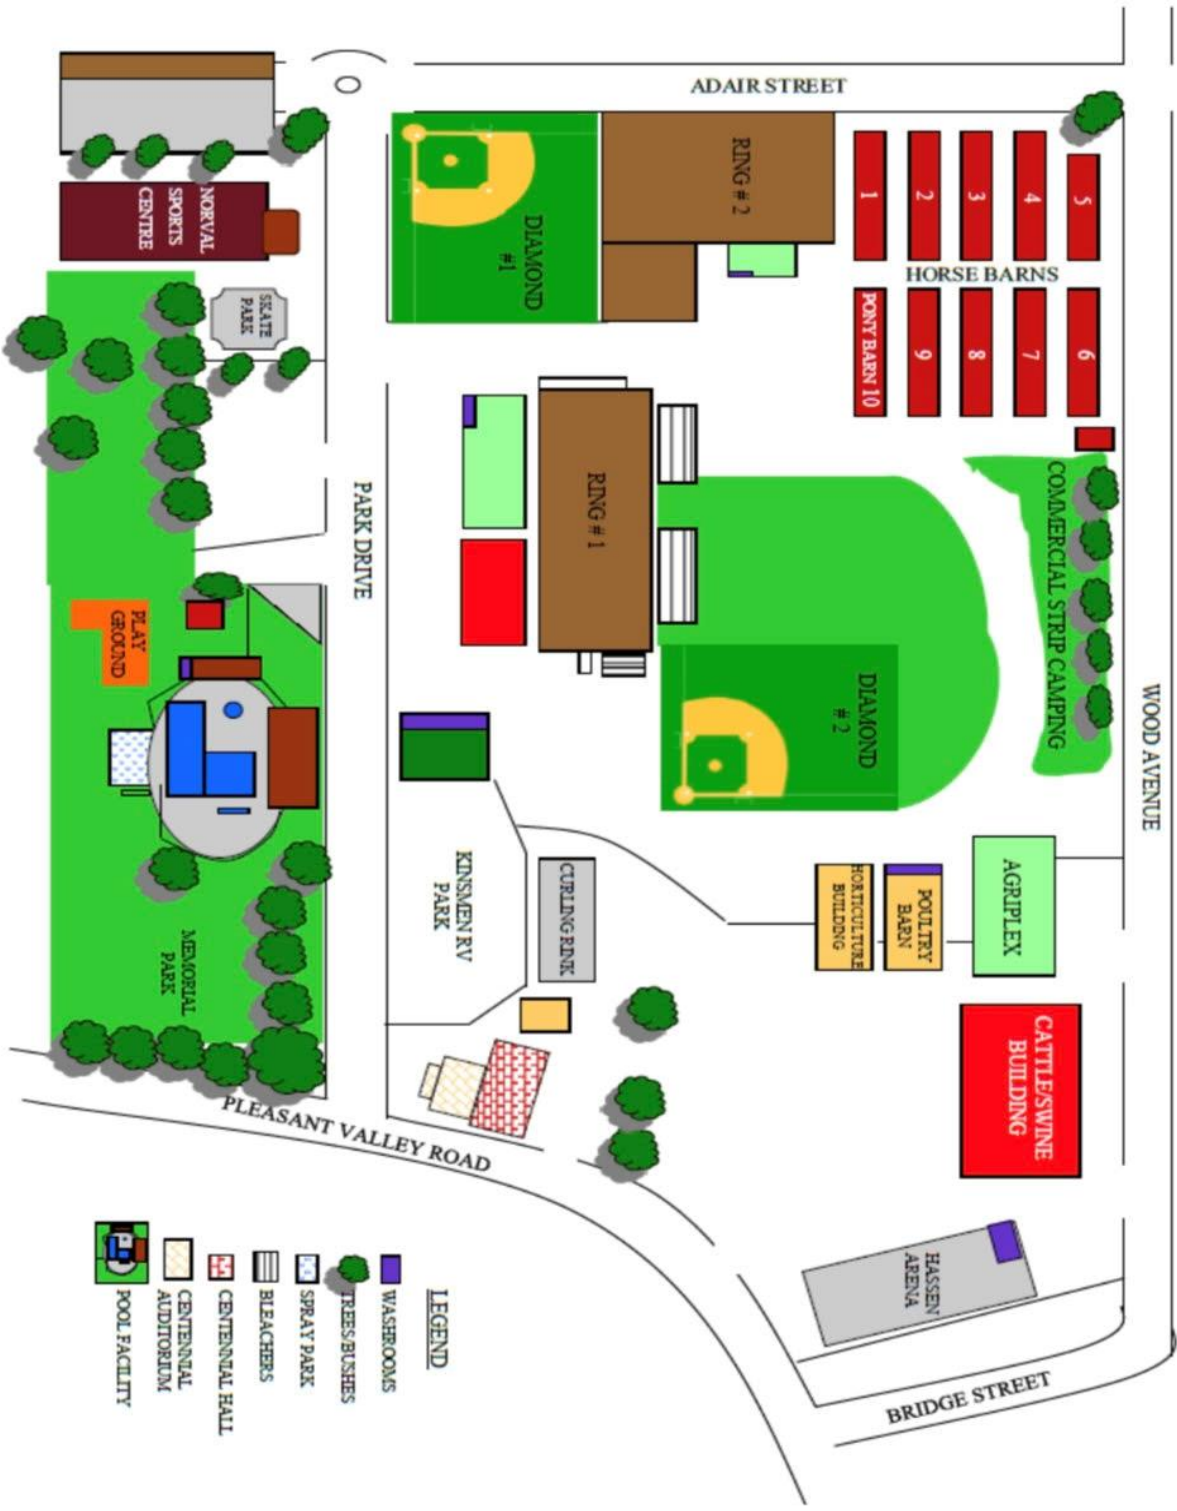 ADAIR STREET
WOOD AVENUE
NORVAL
SPORTS
CENTRE
SKATE
PARK
DIAMOND
#1
RING # 2
1
2
3
4
5
HORSE BARNS
PONY BARN 10
9
8
7
6
COMMERCIAL STRIP CAMPING
PARK DRIVE
RING # 1
PLAY
GROUND
DIAMOND
# 2
KINSMEN RV
PARK
CURLING RINK
HORTICULTURE
BUILDING
POULTRY
BARN
AGRIPLEX
CATTLE/SWINE
BUILDING
MEMORIAL
PARK
PLEASANT VALLEY ROAD
HASSEN
ARENA
BRIDGE STREET
LEGEND
WASHROOMS
TREES/BUSHES
SPRAY PARK
BLEACHERS
CENTENNIAL HALL
CENTENNIAL
AUDITORIUM
POOL FACILITY